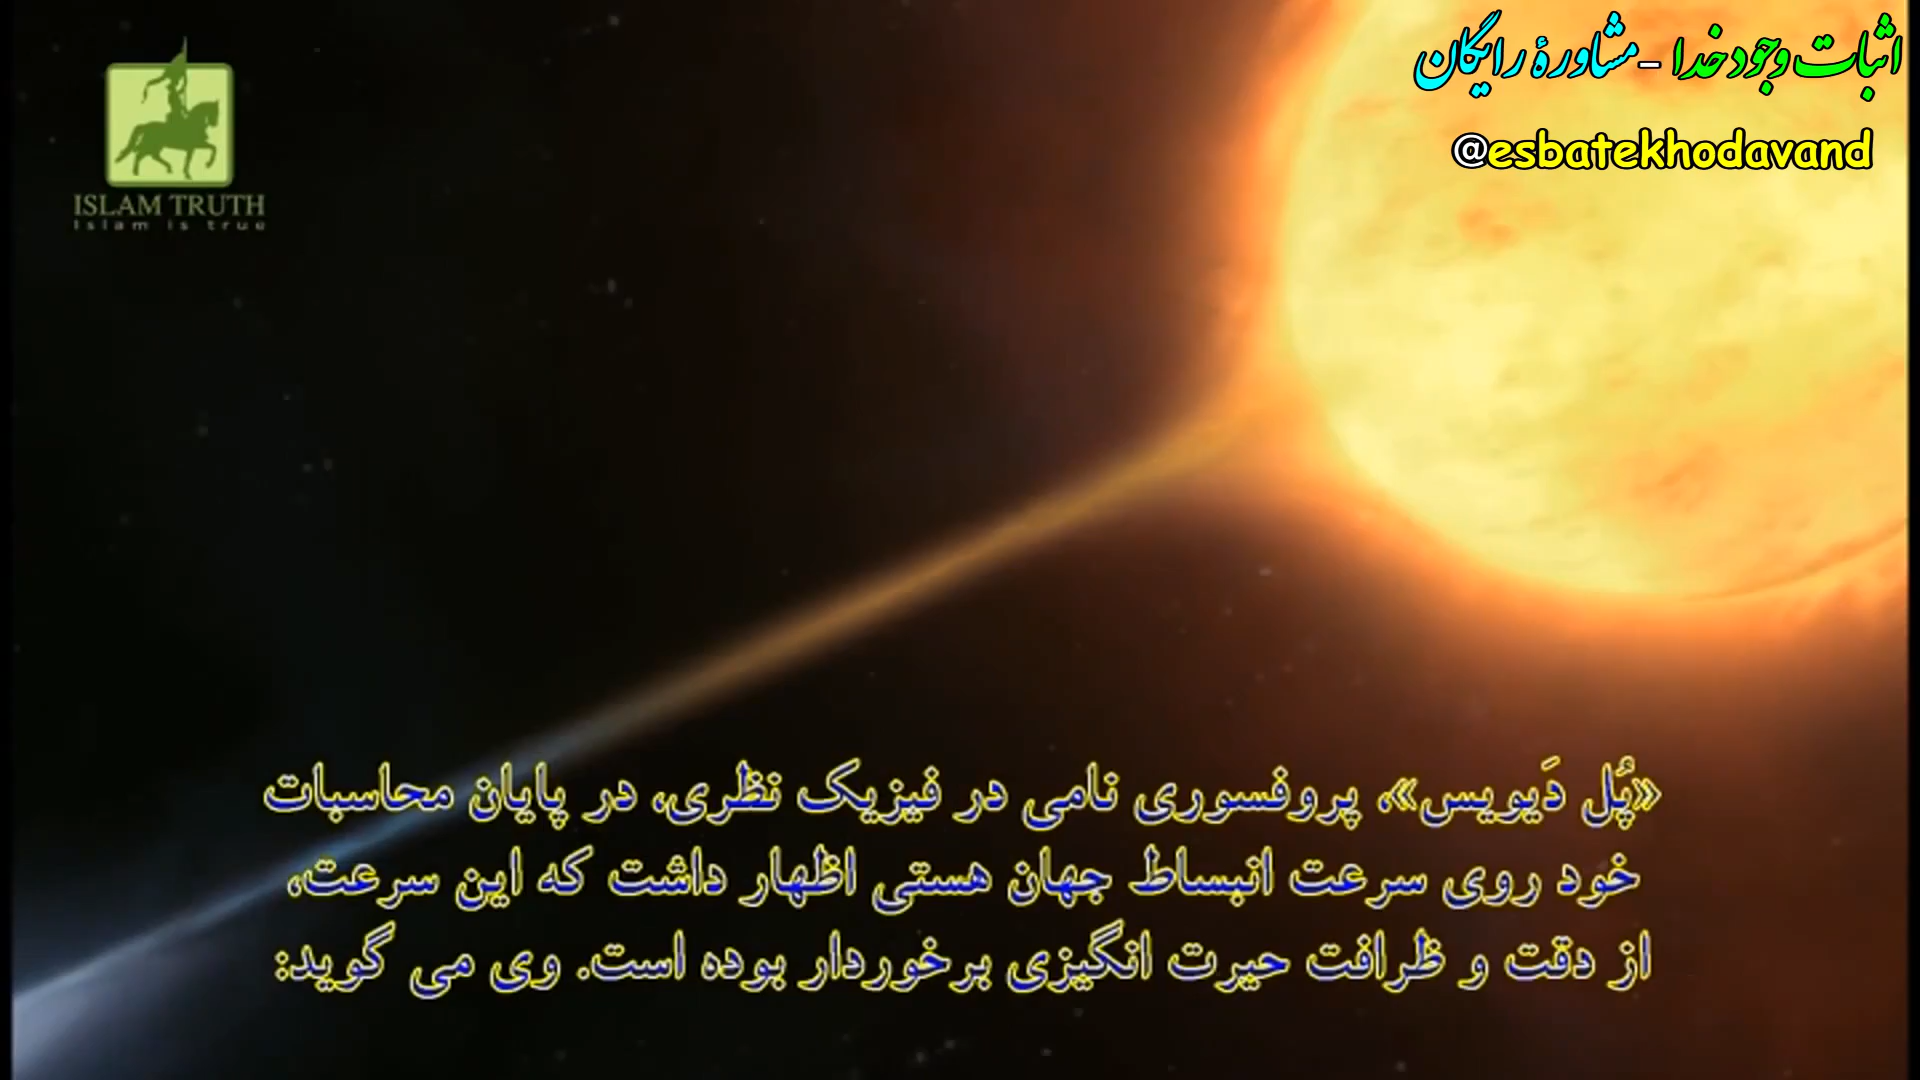 اثبات وجود خدا - مشاورهٔ رایگان
@esbatekhodavand
ISLAM TRUTH
Islam is true
«پُل دَیویس»، پروفسوری نامی در فیزیک نظری، در پایان محاسبات
خود روی سرعت انبساط جهان هستی اظهار داشت که این سرعت،
از دقت و ظرافت حیرت انگیزی برخوردار بوده است. وی می گوید: